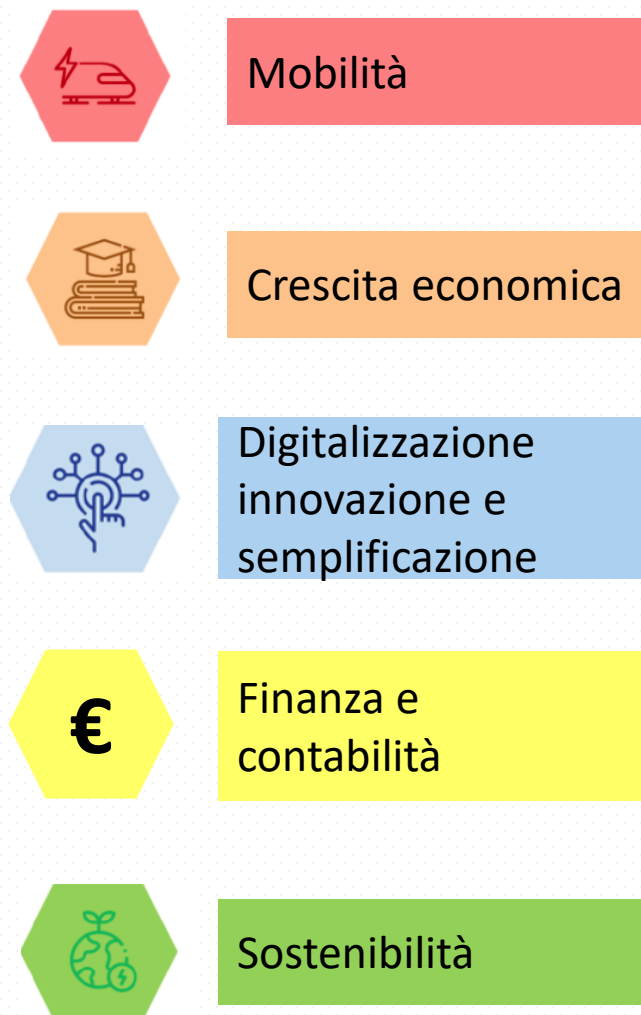 Mobilità
Crescita economica
Digitalizzazione
innovazione e
semplificazione
€
Finanza e
contabilità
Sostenibilità